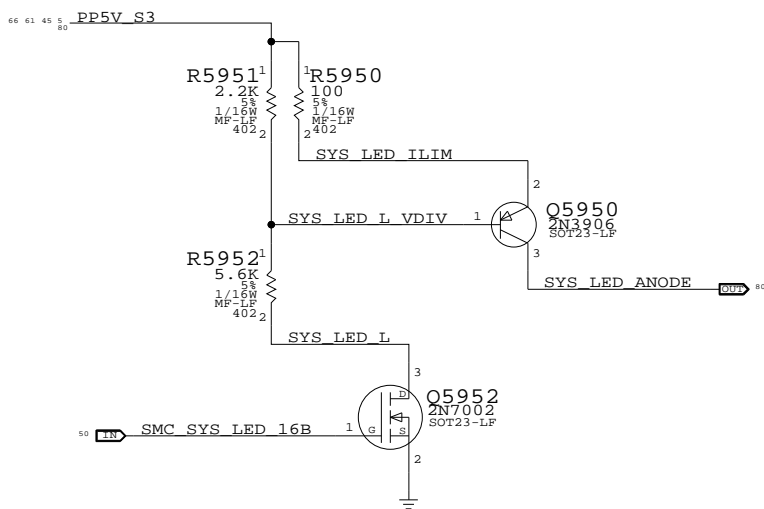 66 61 45 5
80
PP5V_S3
R5951
1
2.2K
5%
1/16W
MF-LF
402
2
1
R5950
100
5%
1/16W
MF-LF
402
2
SYS_LED_ILIM
2
SYS_LED_L_VDIV
1
Q5950
2N3906
SOT23-LF
3
R5952
1
5.6K
5%
1/16W
MF-LF
402
2
SYS_LED_ANODE
OUT
80
SYS_LED_L
3
D
Q5952
2N7002
SOT23-LF
50
IN
SMC_SYS_LED_16B
1
G
S
2